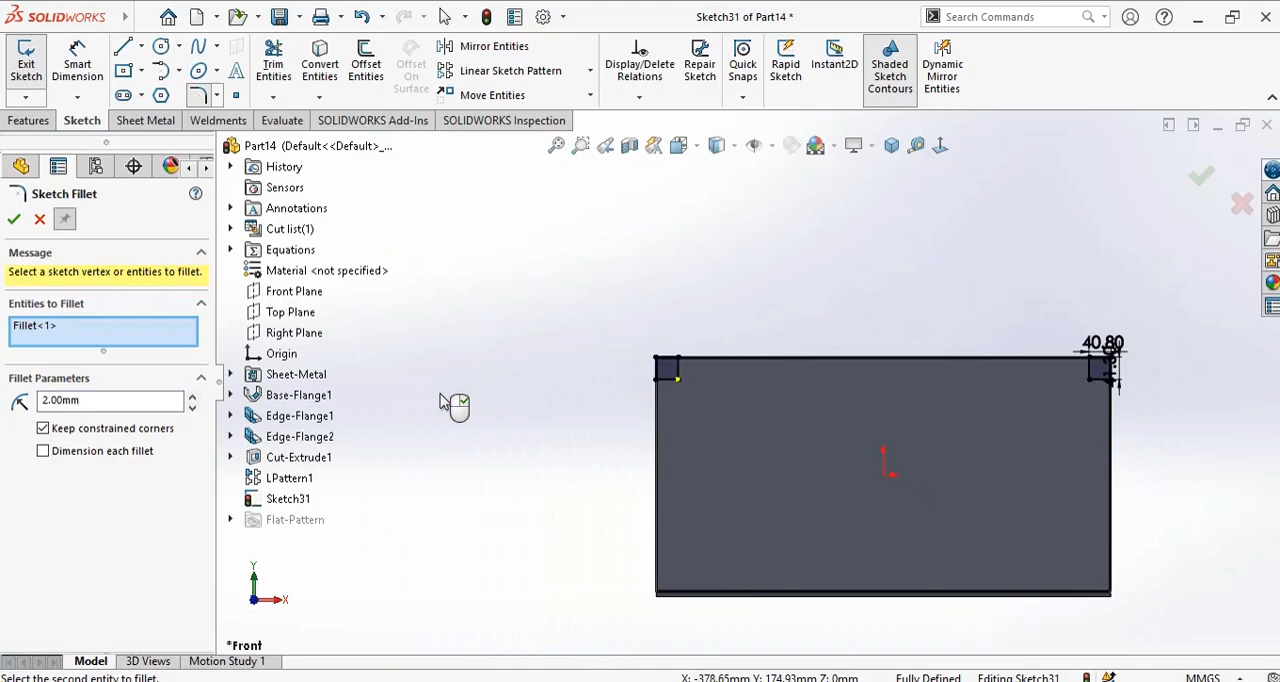 SOLIDWORKS
Sketch31 of Part14 *
Search Commands
Exit Sketch
Smart Dimension
Trim Entities
Convert Entities
Offset Entities
Offset On Surface
Mirror Entities
Linear Sketch Pattern
Move Entities
Display/Delete Relations
Repair Sketch
Quick Snaps
Rapid Sketch
Instant2D
Shaded Sketch Contours
Dynamic Mirror Entities
Features
Sketch
Sheet Metal
Weldments
Evaluate
SOLIDWORKS Add-Ins
SOLIDWORKS Inspection
Sketch Fillet
Message
Select a sketch vertex or entities to fillet.
Entities to Fillet
Fillet<1>
Fillet Parameters
2.00mm
Keep constrained corners
Dimension each fillet
Part14 (Default<<Default>_...
History
Sensors
Annotations
Cut list(1)
Equations
Material <not specified>
Front Plane
Top Plane
Right Plane
Origin
Sheet-Metal
Base-Flange1
Edge-Flange1
Edge-Flange2
Cut-Extrude1
LPattern1
Sketch31
Flat-Pattern
40.80
Y
X
*Front
Model
3D Views
Motion Study 1
Select the second entity to fillet.
X: -378.65mm Y: 174.93mm Z: 0mm
Fully Defined
Editing Sketch31
MMGS